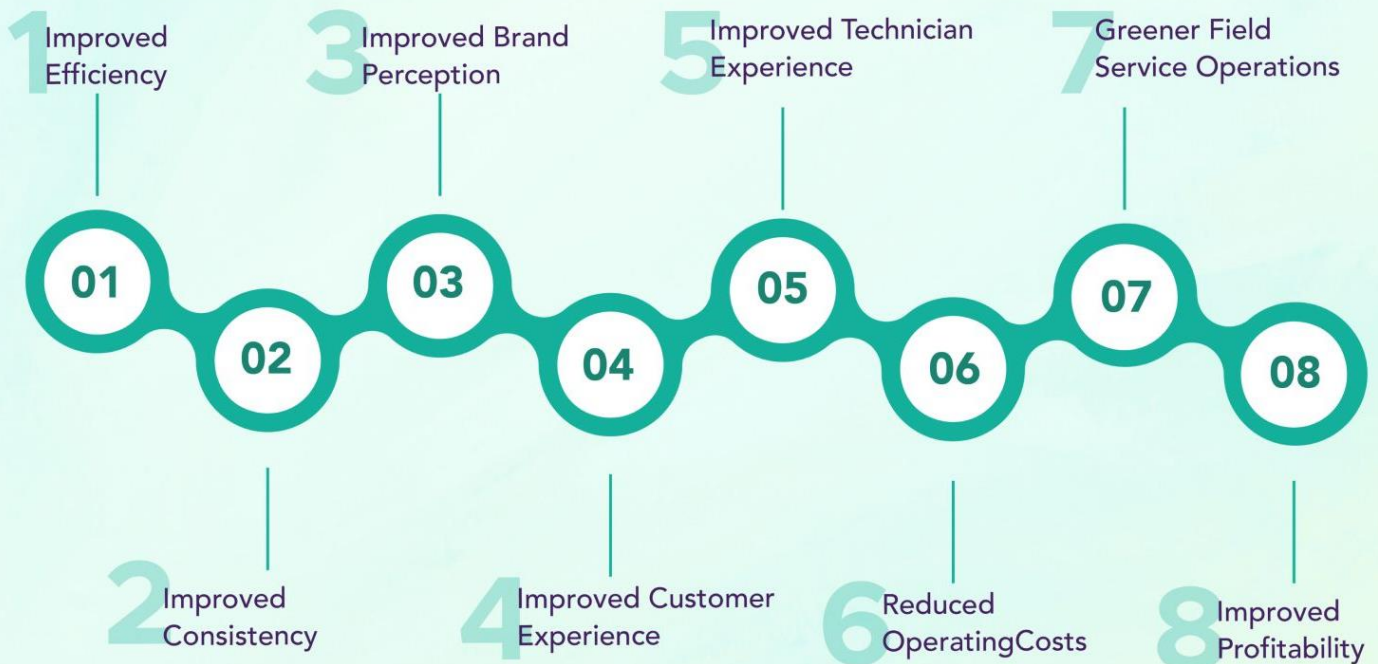 1 Improved
Efficiency
3 Improved Brand
Perception
5 Improved Technician
Experience
7 Greener Field
Service Operations
01
02
03
04
05
06
07
08
2 Improved
Consistency
4 Improved Customer
Experience
6 Reduced
OperatingCosts
8 Improved
Profitability